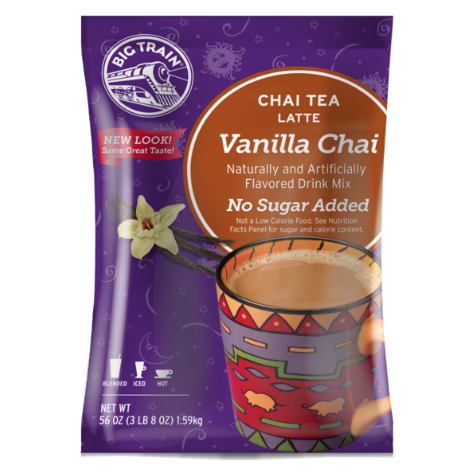 BIG TRAIN
NEW LOOK!
Same Great Taste!
CHAI TEA
LATTE
Vanilla Chai
Naturally and Artificially
Flavored Drink Mix
No Sugar Added
Not a Low Calorie Food. See Nutrition
Facts Panel for sugar and calorie content.
BLENDED ICED HOT
NET WT
56 OZ (3 LB 8 OZ) 1.59kg